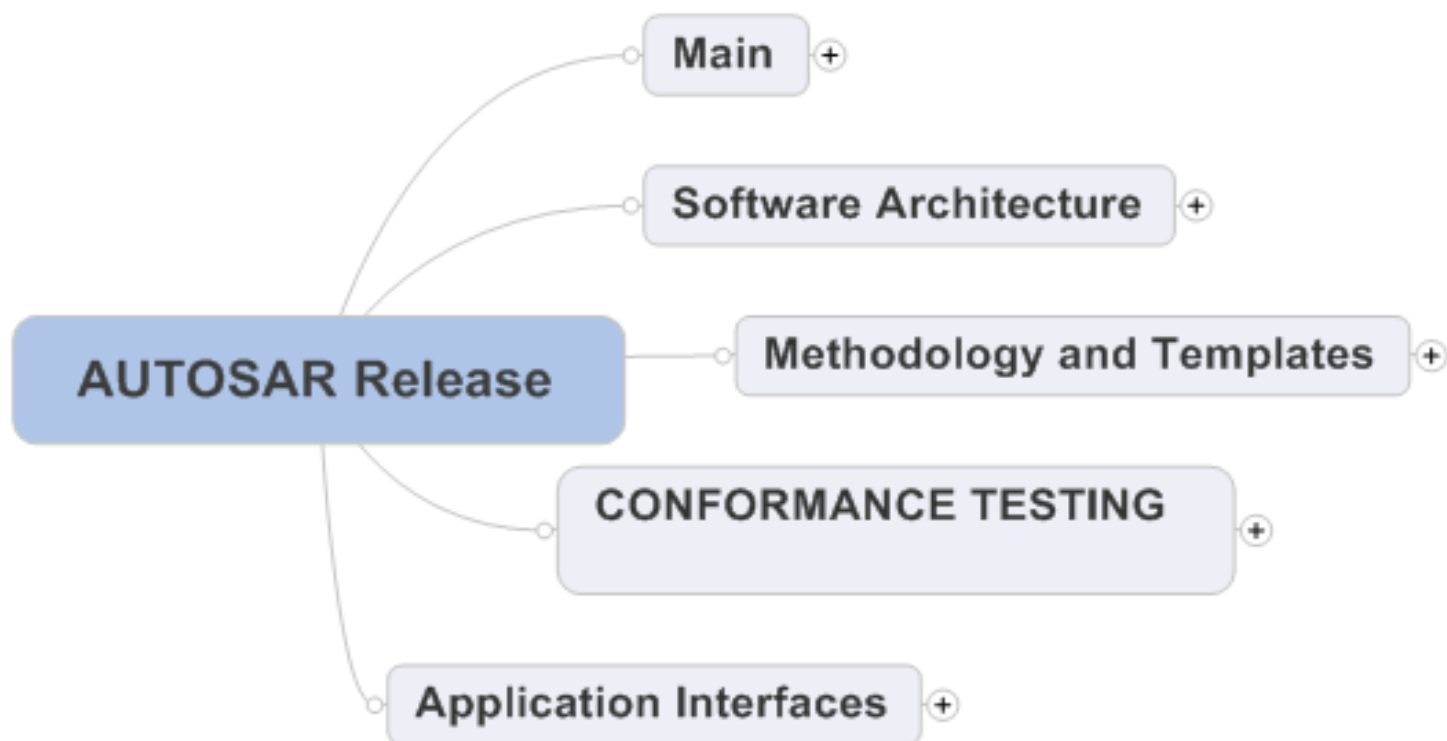 Main
Software Architecture
Methodology and Templates
AUTOSAR Release
CONFORMANCE TESTING
Application Interfaces